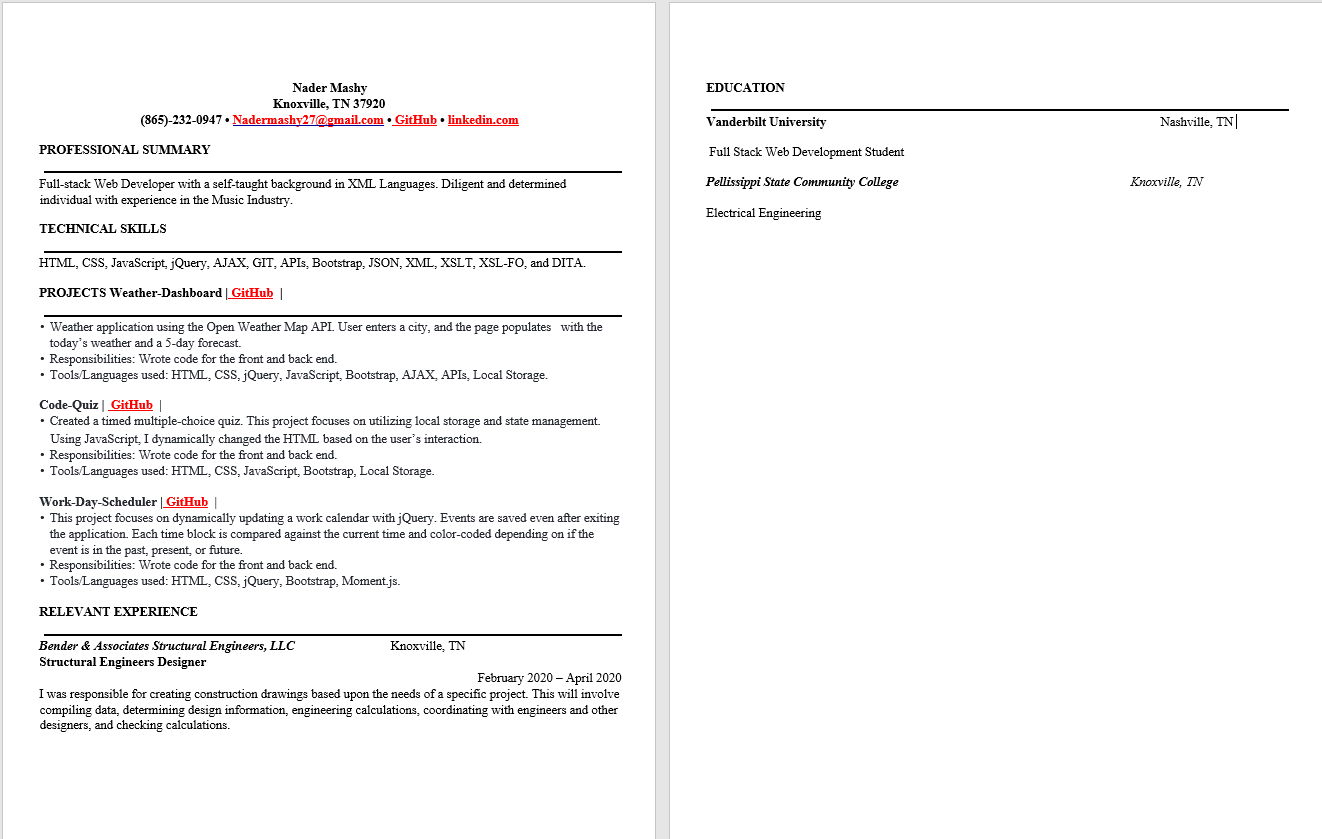 Nader Mashy
Knoxville, TN 37920
(865)-232-0947 • Nadermashy27@gmail.com • GitHub • linkedin.com
PROFESSIONAL SUMMARY
Full-stack Web Developer with a self-taught background in XML Languages. Diligent and determined
individual with experience in the Music Industry.
TECHNICAL SKILLS
HTML, CSS, JavaScript, jQuery, AJAX, GIT, APIs, Bootstrap, JSON, XML, XSLT, XSL-FO, and DITA.
PROJECTS Weather-Dashboard | GitHub |
• Weather application using the Open Weather Map API. User enters a city, and the page populates with the
today’s weather and a 5-day forecast.
• Responsibilities: Wrote code for the front and back end.
• Tools/Languages used: HTML, CSS, jQuery, JavaScript, Bootstrap, AJAX, APIs, Local Storage.
Code-Quiz | GitHub |
• Created a timed multiple-choice quiz. This project focuses on utilizing local storage and state management.
Using JavaScript, I dynamically changed the HTML based on the user’s interaction.
• Responsibilities: Wrote code for the front and back end.
• Tools/Languages used: HTML, CSS, JavaScript, Bootstrap, Local Storage.
Work-Day-Scheduler | GitHub |
• This project focuses on dynamically updating a work calendar with jQuery. Events are saved even after exiting
the application. Each time block is compared against the current time and color-coded depending on if the
event is in the past, present, or future.
• Responsibilities: Wrote code for the front and back end.
• Tools/Languages used: HTML, CSS, jQuery, Bootstrap, Moment.js.
RELEVANT EXPERIENCE
Bender & Associates Structural Engineers, LLC Knoxville, TN
Structural Engineers Designer
February 2020 – April 2020
I was responsible for creating construction drawings based upon the needs of a specific project. This will involve
compiling data, determining design information, engineering calculations, coordinating with engineers and other
designers, and checking calculations.
EDUCATION
Vanderbilt University Nashville, TN
Full Stack Web Development Student
Pellissippi State Community College Knoxville, TN
Electrical Engineering